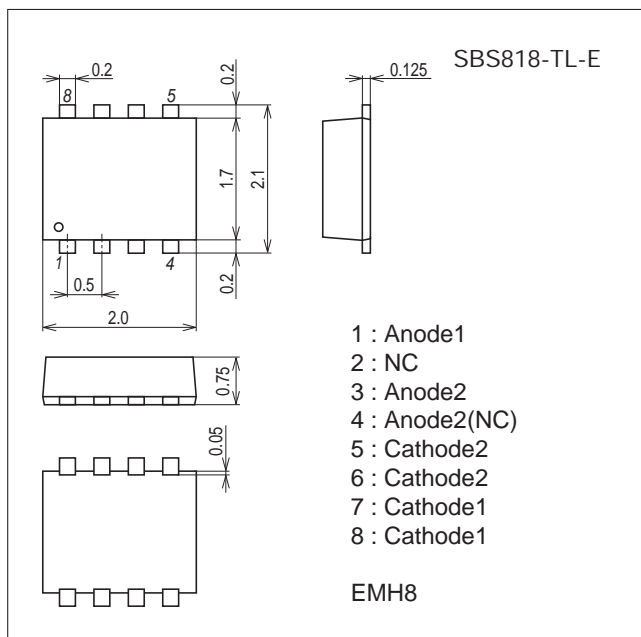 SBS818-TL-E
0.2
0.2
0.125
8
5
1.7
2.1
1
4
0.2
0.5
2.0
0.75
0.05
1 : Anode1
2 : NC
3 : Anode2
4 : Anode2(NC)
5 : Cathode2
6 : Cathode2
7 : Cathode1
8 : Cathode1
EMH8